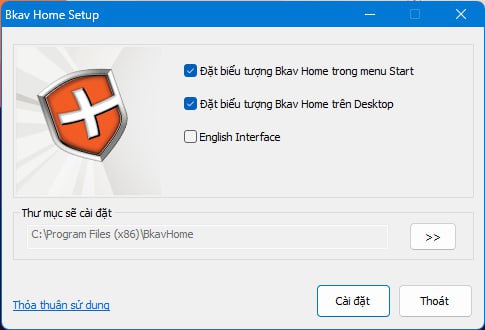 Bkav Home Setup
Đặt biểu tượng Bkav Home trong menu Start
Đặt biểu tượng Bkav Home trên Desktop
English Interface
Thư mục sẽ cài đặt
C:\Program Files (x86)\BkavHome
>>
Thỏa thuận sử dụng
Cài đặt
Thoát